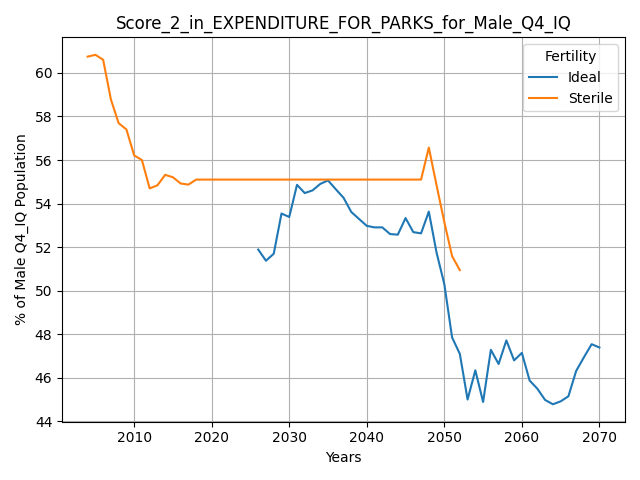 Score_2_in_EXPENDITURE_FOR_PARKS_for_Male_Q4_IQ
Fertility
Ideal
Sterile
% of Male Q4_IQ Population
60
58
56
54
52
50
48
46
44
2010 2020 2030 2040 2050 2060 2070
Years